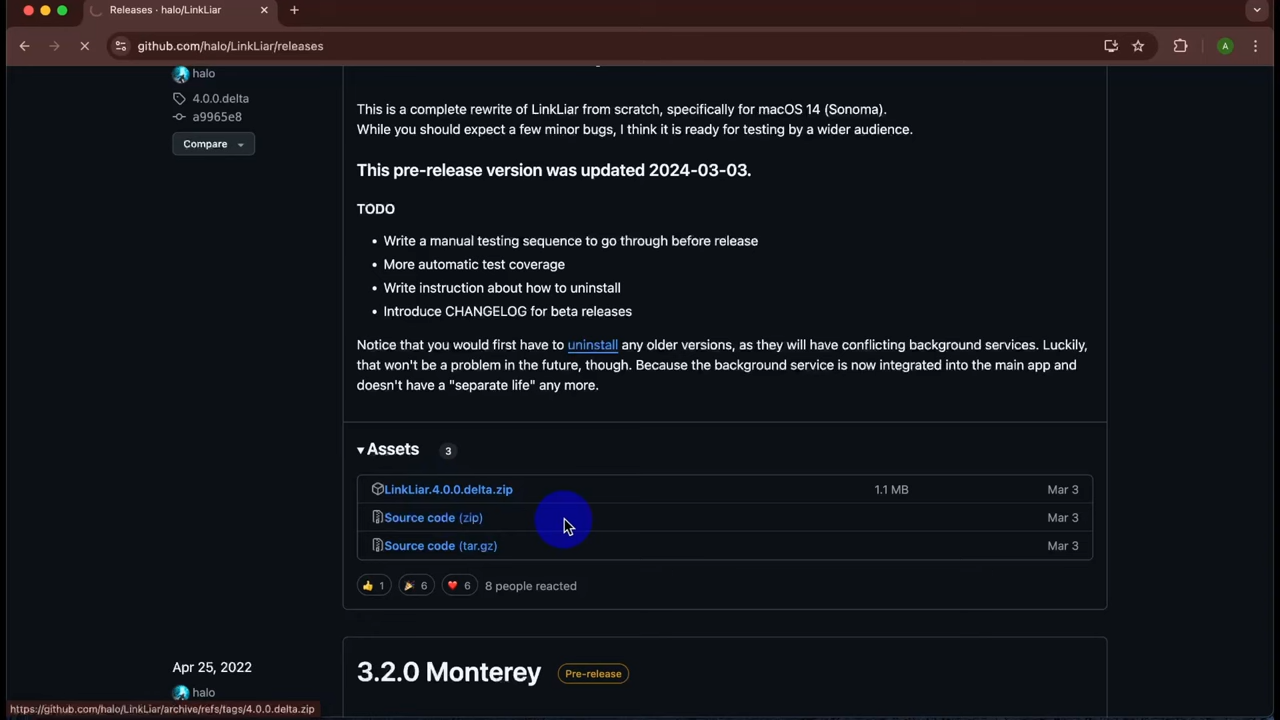 Releases · halo/LinkLiar
github.com/halo/LinkLiar/releases
A
halo
4.0.0.delta
a9965e8
Compare
This is a complete rewrite of LinkLiar from scratch, specifically for macOS 14 (Sonoma).
While you should expect a few minor bugs, I think it is ready for testing by a wider audience.
This pre-release version was updated 2024-03-03.
TODO
• Write a manual testing sequence to go through before release
• More automatic test coverage
• Write instruction about how to uninstall
• Introduce CHANGELOG for beta releases
Notice that you would first have to uninstall any older versions, as they will have conflicting background services. Luckily,
that won't be a problem in the future, though. Because the background service is now integrated into the main app and
doesn't have a "separate life" any more.
Assets 3
LinkLiar.4.0.0.delta.zip 1.1 MB Mar 3
Source code (zip) Mar 3
Source code (tar.gz) Mar 3
👍 1 🎉 6 ❤️ 6 8 people reacted
Apr 25, 2022
halo
3.2.0 Monterey Pre-release
https://github.com/halo/LinkLiar/archive/refs/tags/4.0.0.delta.zip